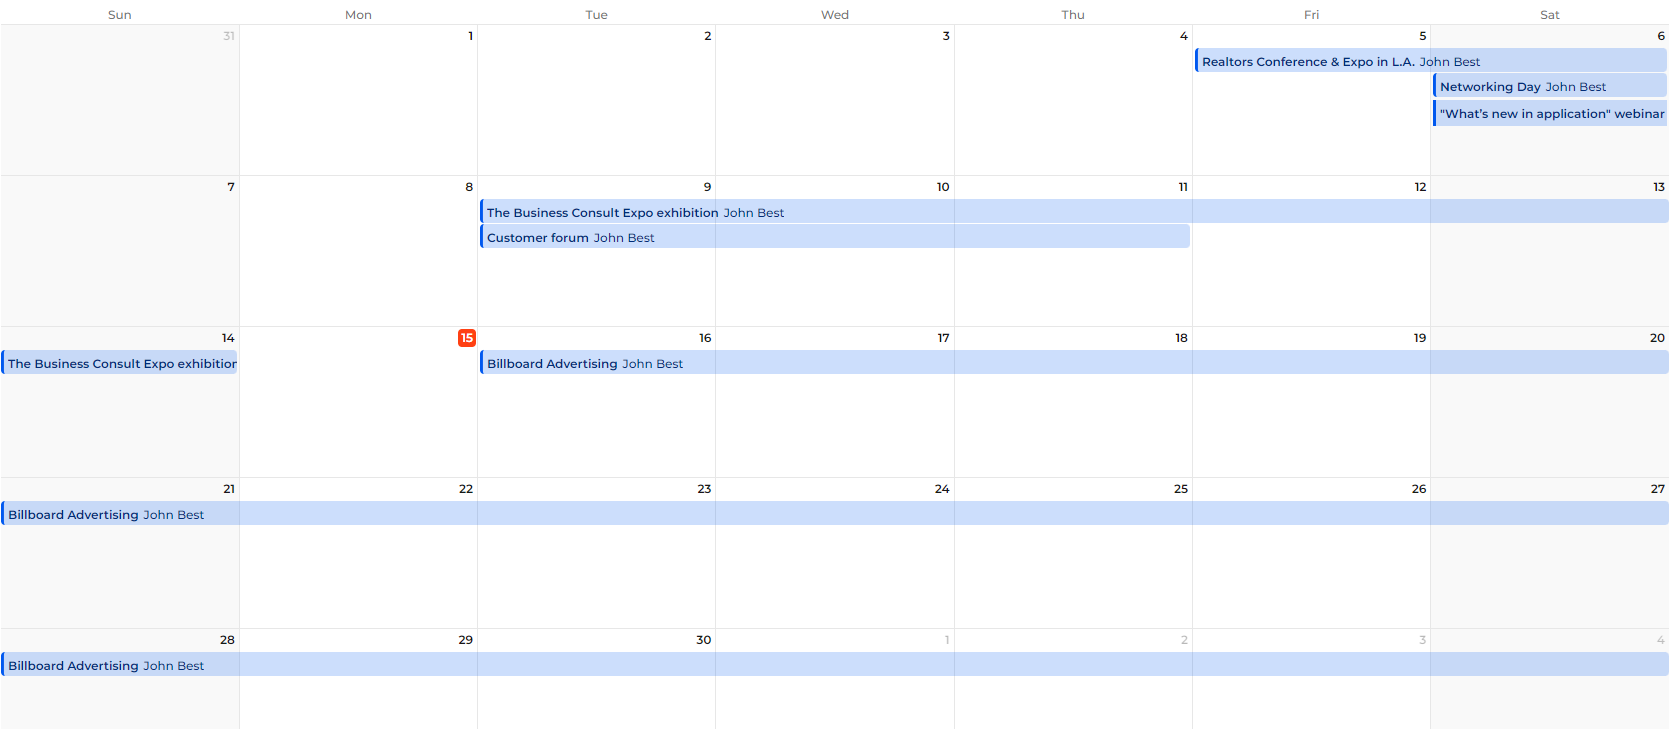 Sun Mon Tue Wed Thu Fri Sat
31 1 2 3 4 5 6
Realtors Conference & Expo in L.A. John Best
Networking Day John Best
"What's new in application" webinar
7 8 9 10 11 12 13
The Business Consult Expo exhibition John Best
Customer forum John Best
14 15 16 17 18 19 20
The Business Consult Expo exhibition Billboard Advertising John Best
21 22 23 24 25 26 27
Billboard Advertising John Best
28 29 30 1 2 3 4
Billboard Advertising John Best